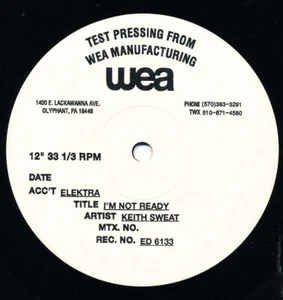 TEST PRESSING FROM
WEA MANUFACTURING
wea
1400 E. LACKAWANNA AVE.
OLYPHANT, PA 18448
PHONE (570)383-3291
TWX 510-671-4580
12" 33 1/3 RPM
DATE
ACC'T ELEKTRA
TITLE I'M NOT READY
ARTIST KEITH SWEAT
MTX. NO.
REC. NO. ED 6133